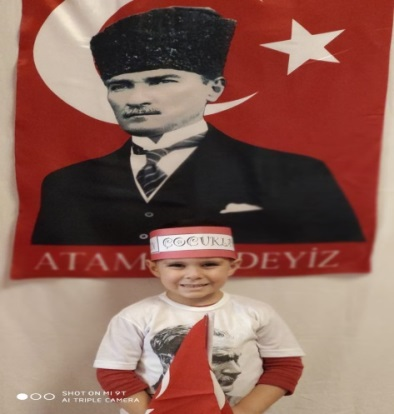 ÇOCUKL
ATAM DEYİZ
SHOT ON MI 9T
AI TRIPLE CAMERA